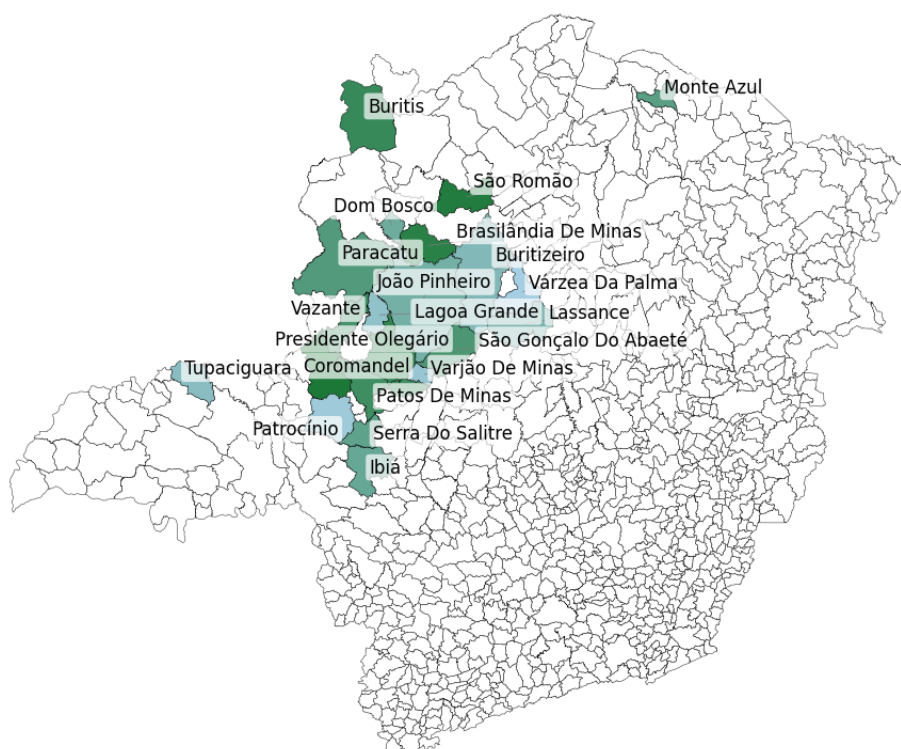 Monte Azul
Buritis
São Romão
Dom Bosco
Brasilândia De Minas
Paracatu
Buritizeiro
João Pinheiro
Várzea Da Palma
Vazante
Lagoa Grande
Lassance
Presidente Olegário
São Gonçalo Do Abaeté
Coromandel
Tupaciguara
Varjão De Minas
Patos De Minas
Patrocínio
Serra Do Salitre
Ibiá